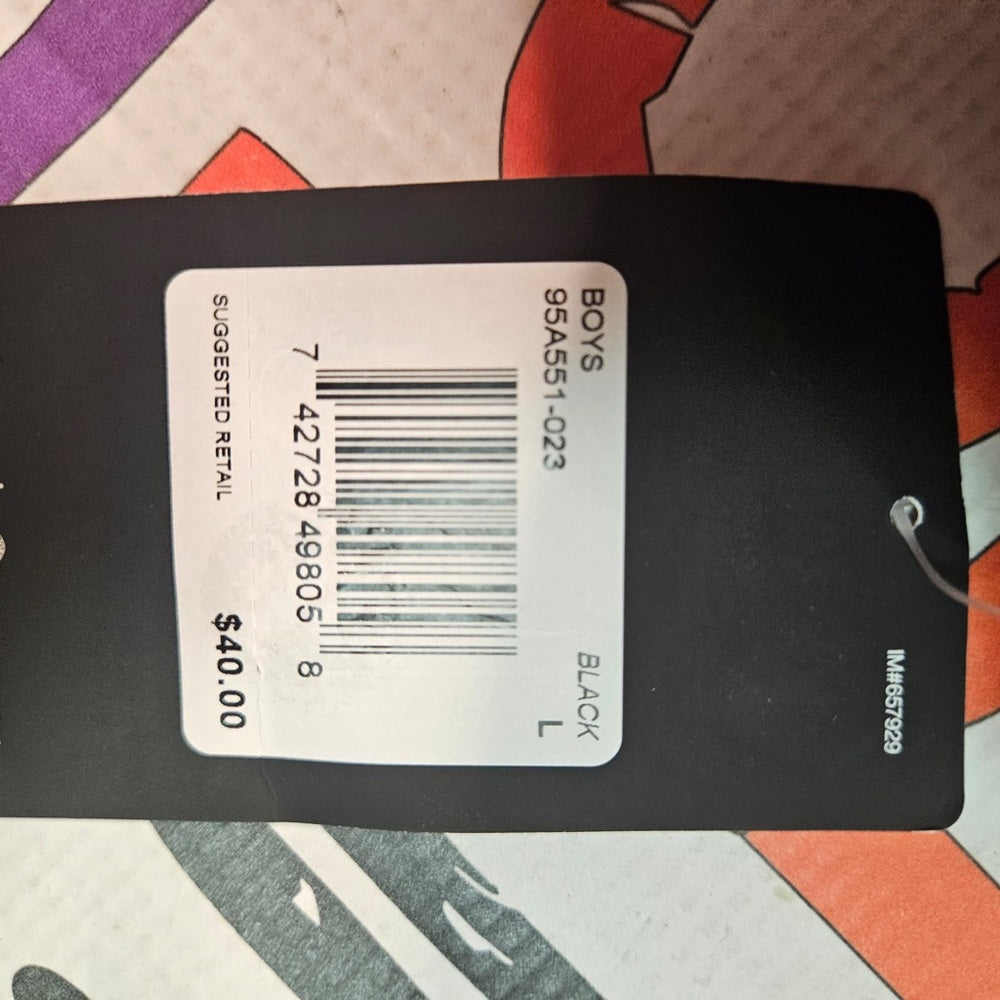 IM#657929
BOYS BLACK
95A551-023 L
7 42728 49805 8
SUGGESTED RETAIL $40.00